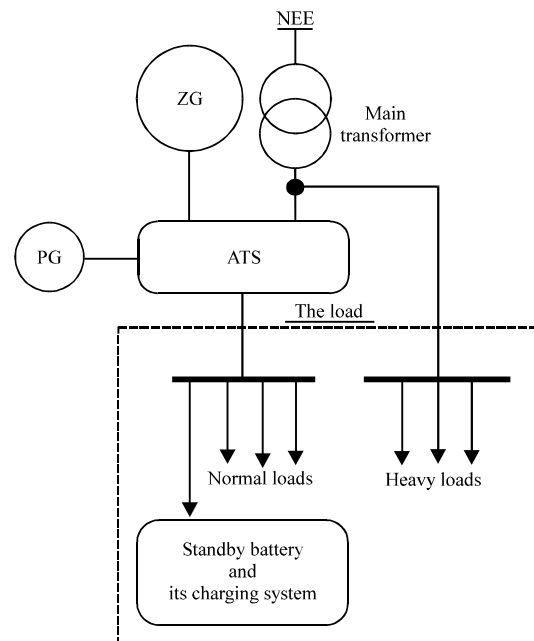 NEE
ZG
Main
transformer
PG
ATS
The load
Normal loads
Heavy loads
Standby battery
and
its charging system